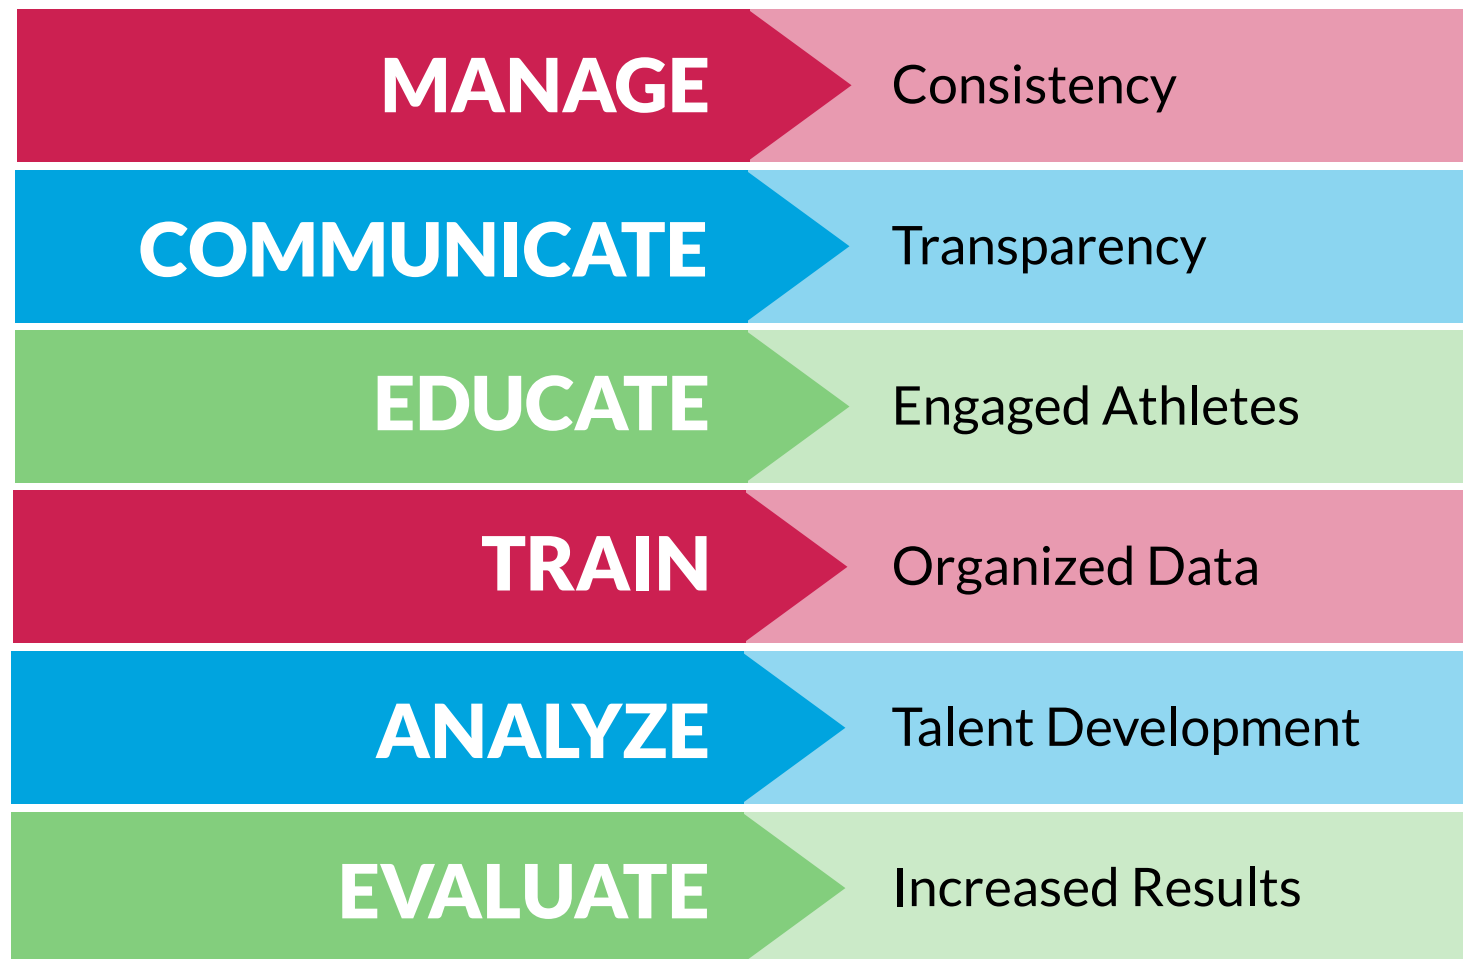 MANAGE Consistency
COMMUNICATE Transparency
EDUCATE Engaged Athletes
TRAIN Organized Data
ANALYZE Talent Development
EVALUATE Increased Results